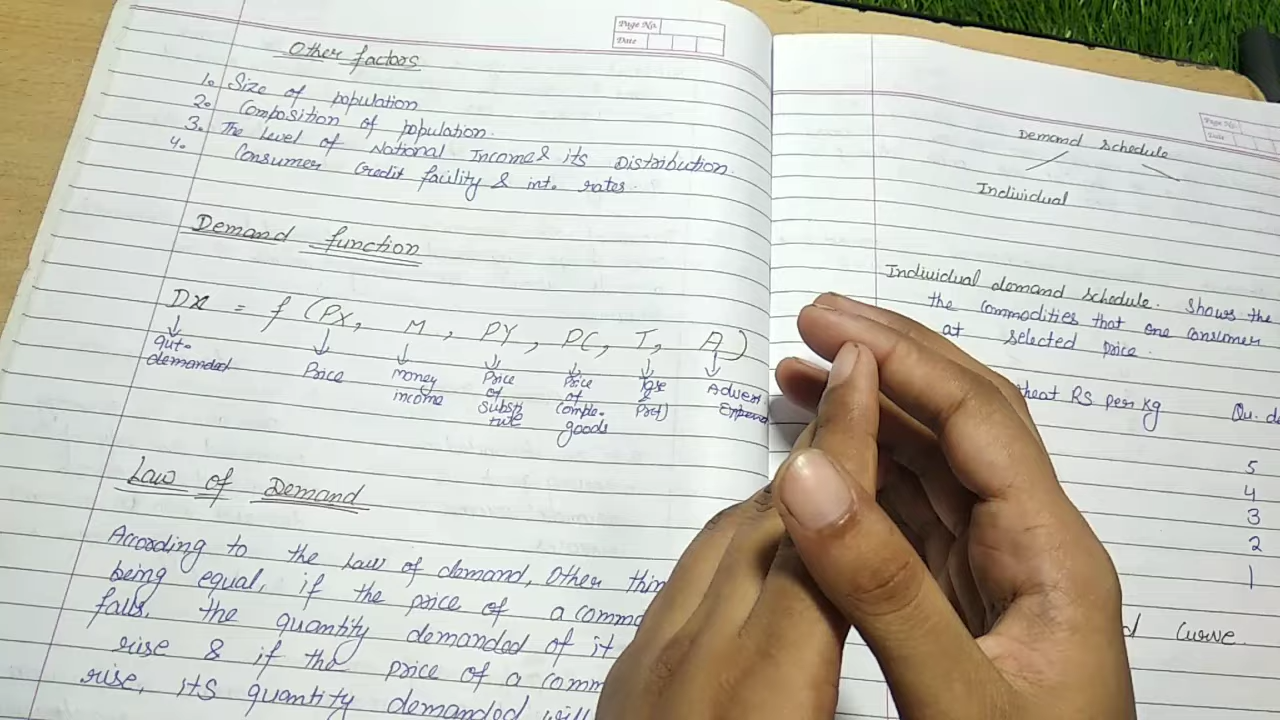 Page No.
Date
Other factors
1. Size of population
2. Composition of population.
3. The Level of National Income & its Distribution.
4. Consumer Credit facility & int. rates.
Demand function
Dx = f (PX, M, PY, PC, T, A)
qut. demanded
Price
Money income
Price of substitute
Price of comple. goods
Advert
Law of Demand
According to the Law of demand, Other thin
being equal, if the price of a commo
falls, the quantity demanded of it
rise & if the price of a comm
rise, its quantity demanded will
Page No.
Date
Demand schedule
Individual
Individual demand schedule. Shows the
the commodities that one consumer
at selected price.
heat RS per kg
Qu. de
5
4
3
2
1
d curve.